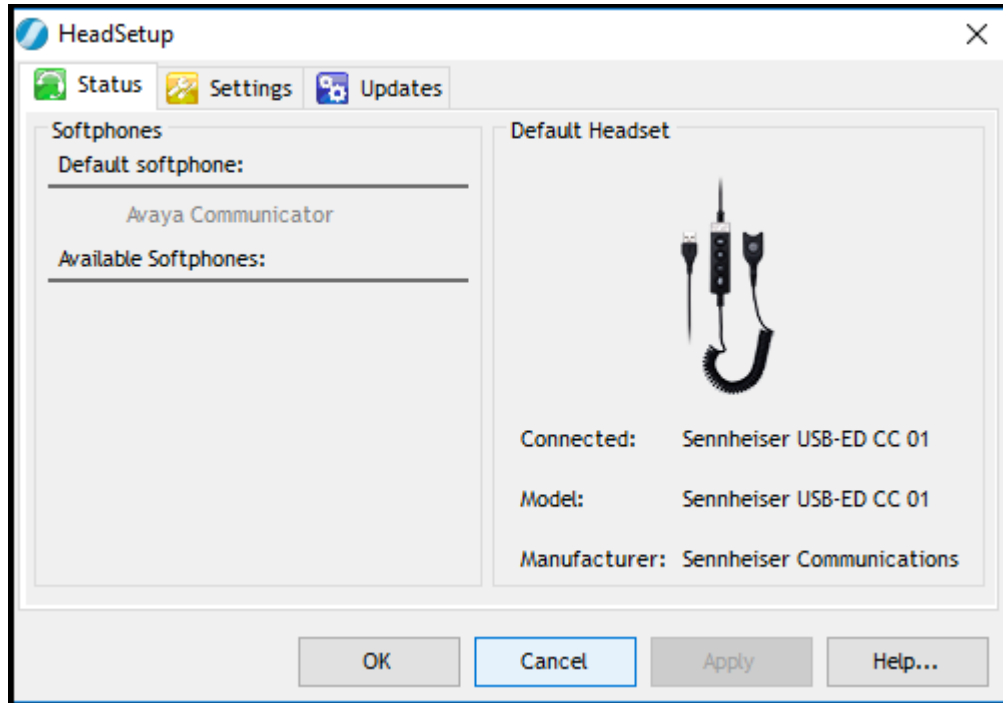 HeadSetup
Status Settings Updates
Softphones
Default softphone:
Avaya Communicator
Available Softphones:
Default Headset
Connected: Sennheiser USB-ED CC 01
Model: Sennheiser USB-ED CC 01
Manufacturer: Sennheiser Communications
OK Cancel Apply Help...